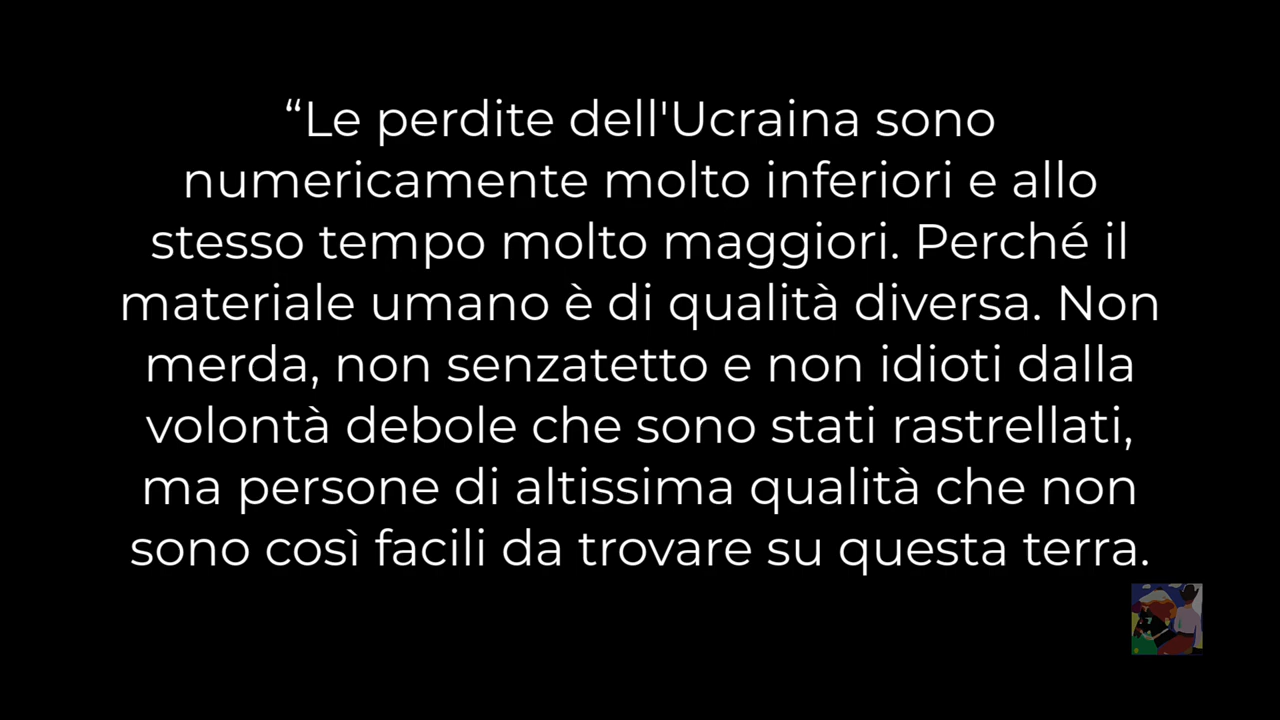 “Le perdite dell'Ucraina sono
numericamente molto inferiori e allo
stesso tempo molto maggiori. Perché il
materiale umano è di qualità diversa. Non
merda, non senzatetto e non idioti dalla
volontà debole che sono stati rastrellati,
ma persone di altissima qualità che non
sono così facili da trovare su questa terra.